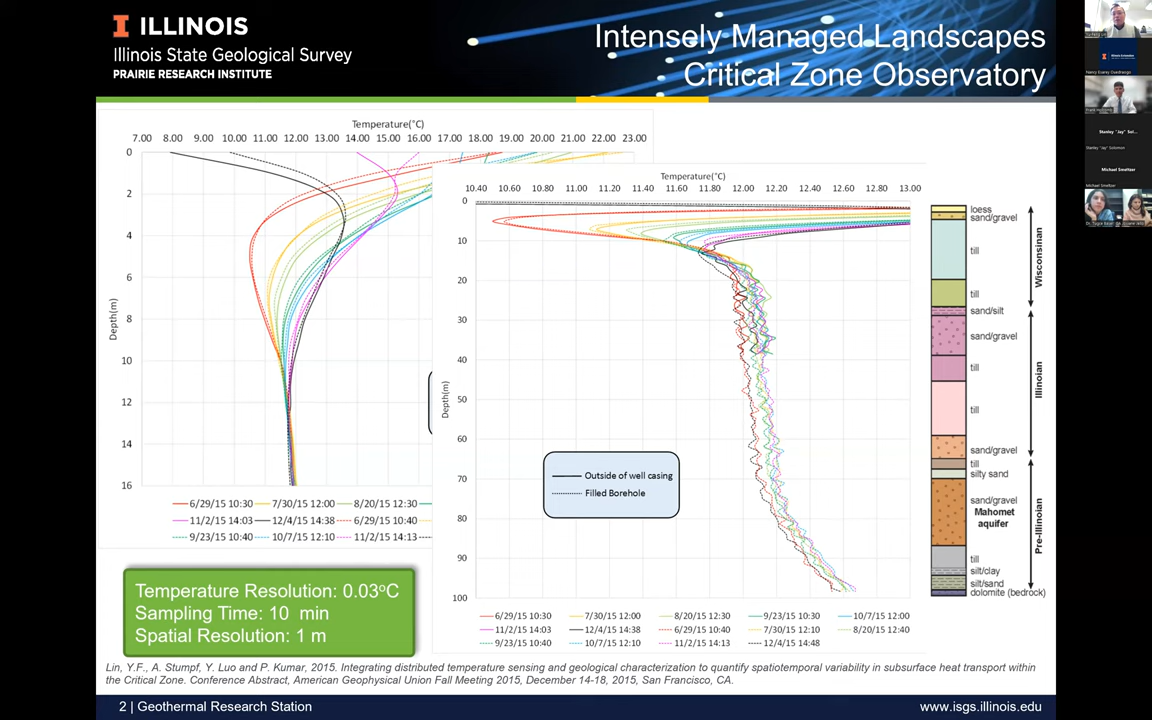 ILLINOIS
Illinois State Geological Survey
PRAIRIE RESEARCH INSTITUTE
Intensely Managed Landscapes
Critical Zone Observatory
Temperature(°C)
7.00 8.00 9.00 10.00 11.00 12.00 13.00 14.00 15.00 16.00 17.00 18.00 19.00 20.00 21.00 22.00 23.00
0
2
4
6
8
10
12
14
16
Depth(m)
6/29/15 10:30 7/30/15 12:00 8/20/15 12:30
11/2/15 14:03 12/4/15 14:38 6/29/15 10:40
9/23/15 10:40 10/7/15 12:10 11/2/15 14:13
Temperature(°C)
10.40 10.60 10.80 11.00 11.20 11.40 11.60 11.80 12.00 12.20 12.40 12.60 12.80 13.00
0
10
20
30
40
50
60
70
80
90
100
Depth(m)
Outside of well casing
Filled Borehole
6/29/15 10:30 7/30/15 12:00 8/20/15 12:30 9/23/15 10:30 10/7/15 12:00
11/2/15 14:03 12/4/15 14:38 6/29/15 10:40 7/30/15 12:10 8/20/15 12:40
9/23/15 10:40 10/7/15 12:10 11/2/15 14:13 12/4/15 14:48
loess
sand/gravel
till
till
sand/silt
sand/gravel
till
till
sand/gravel
till
silty sand
sand/gravel
Mahomet
aquifer
till
silt/clay
silt/sand
dolomite (bedrock)
Wisconsinan
Illinoian
Pre-Illinoian
Temperature Resolution: 0.03°C
Sampling Time: 10 min
Spatial Resolution: 1 m
Lin, Y.F., A. Stumpf, Y. Luo and P. Kumar, 2015. Integrating distributed temperature sensing and geological characterization to quantify spatiotemporal variability in subsurface heat transport within
the Critical Zone. Conference Abstract, American Geophysical Union Fall Meeting 2015, December 14-18, 2015, San Francisco, CA.
2 | Geothermal Research Station
www.isgs.illinois.edu
Stanley "Jay" Sol...
Stanley "Jay" Solomon
Michael Smeltzer
Michael Smeltzer